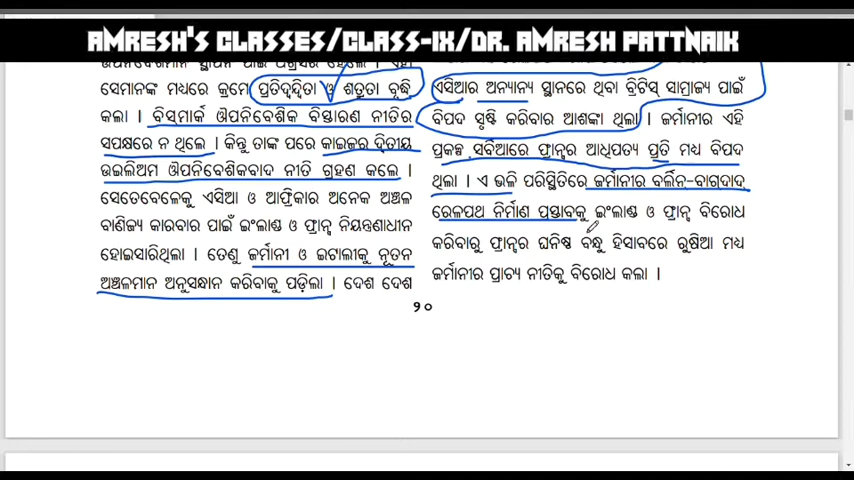 AMRESH'S CLASSES/CLASS-IX/DR. AMRESH PATTNAIK
ସେମାନଙ୍କ ମଧ୍ୟରେ କ୍ରମେ ପ୍ରତିଦ୍ୱନ୍ଦ୍ୱିତା ଓ ଶତ୍ରୁତା ବୃଦ୍ଧି
କଲା । ବିସ୍‌ମାର୍କ ଔପନିବେଶିକ ବିସ୍ତାରଣ ନୀତିର
ସପକ୍ଷରେ ନ ଥିଲେ । କିନ୍ତୁ ତାଙ୍କ ପରେ କାଇଜର ଦ୍ୱିତୀୟ
ଉଇଲିଅମ ଔପନିବେଶିକବାଦ ନୀତି ଗ୍ରହଣ କଲେ ।
ସେତେବେଳେକୁ ଏସିଆ ଓ ଆଫ୍ରିକାର ଅନେକ ଅଞ୍ଚଳ
ବାଣିଜ୍ୟ କାରବାର ପାଇଁ ଇଂଲାଣ୍ଡ ଓ ଫ୍ରାନ୍ସ ନିୟନ୍ତ୍ରଣାଧୀନ
ହୋଇସାରିଥିଲା । ତେଣୁ ଜର୍ମାନୀ ଓ ଇଟାଲୀକୁ ନୂତନ
ଅଞ୍ଚଳମାନ ଅନୁସନ୍ଧାନ କରିବାକୁ ପଡ଼ିଲା । ଦେଶ ଦେଶ
ଏସିଆର ଅନ୍ୟାନ୍ୟ ସ୍ଥାନରେ ଥିବା ବ୍ରିଟିସ୍ ସାମ୍ରାଜ୍ୟ ପାଇଁ
ବିପଦ ସୃଷ୍ଟି କରିବାର ଆଶଙ୍କା ଥିଲା । ଜର୍ମାନୀର ଏହି
ପ୍ରକଳ୍ପ ସର୍ବିଆରେ ଫ୍ରାନ୍ସର ଆଧିପତ୍ୟ ପ୍ରତି ମଧ୍ୟ ବିପଦ
ଥିଲା । ଏ ଭଳି ପରିସ୍ଥିତିରେ ଜର୍ମାନୀର ବର୍ଲିନ୍-ବାଗ୍‌ଦାଦ୍
ରେଳପଥ ନିର୍ମାଣ ପ୍ରସ୍ତାବକୁ ଇଂଲାଣ୍ଡ ଓ ଫ୍ରାନ୍ସ ବିରୋଧ
କରିବାରୁ ଫ୍ରାନ୍ସର ଘନିଷ୍ଠ ବନ୍ଧୁ ହିସାବରେ ରୁଷିଆ ମଧ୍ୟ
ଜର୍ମାନୀର ପ୍ରାଚ୍ୟ ନୀତିକୁ ବିରୋଧ କଲା ।
୨୦